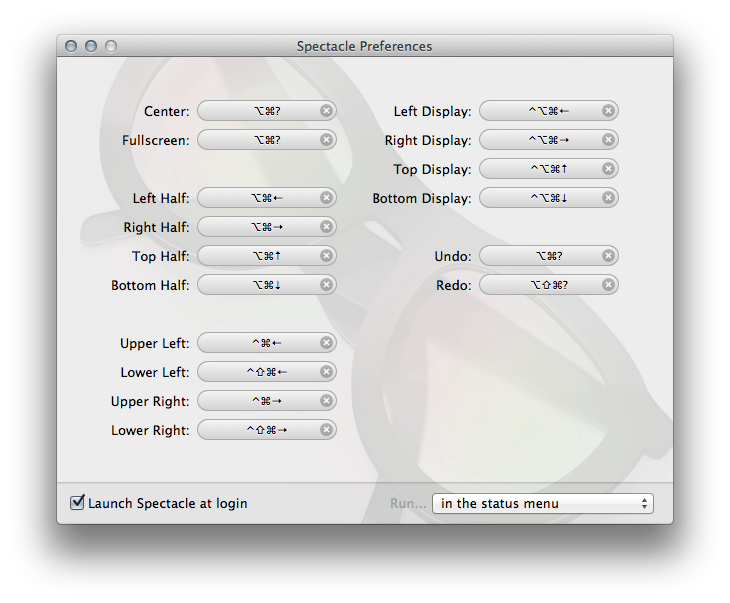 Spectacle Preferences
Center: ⌥⌘?
Fullscreen: ⌥⌘?
Left Half: ⌥⌘←
Right Half: ⌥⌘→
Top Half: ⌥⌘↑
Bottom Half: ⌥⌘↓
Upper Left: ^⌘←
Lower Left: ^⇧⌘←
Upper Right: ^⌘→
Lower Right: ^⇧⌘→
Left Display: ^⌥⌘←
Right Display: ^⌥⌘→
Top Display: ^⌥⌘↑
Bottom Display: ^⌥⌘↓
Undo: ⌥⌘?
Redo: ⌥⇧⌘?
Launch Spectacle at login
Run... in the status menu